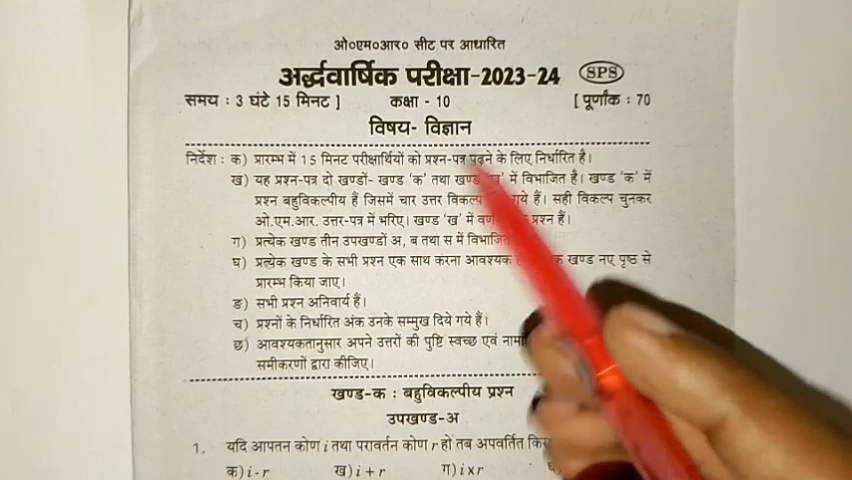 ओ०एम०आर० सीट पर आधारित
अर्द्धवार्षिक परीक्षा-2023-24 SPS
समय : 3 घंटे 15 मिनट ] कक्षा - 10 [ पूर्णांक : 70
विषय- विज्ञान
निर्देश : क) प्रारम्भ में 15 मिनट परीक्षार्थियों को प्रश्न-पत्र पढ़ने के लिए निर्धारित है।
ख) यह प्रश्न-पत्र दो खण्डों- खण्ड 'क' तथा खण्ड में विभाजित है। खण्ड 'क' में
प्रश्न बहुविकल्पीय हैं जिसमें चार उत्तर विकल्प गये हैं। सही विकल्प चुनकर
ओ.एम.आर. उत्तर-पत्र में भरिए। खण्ड 'ख' में प्रश्न हैं।
ग) प्रत्येक खण्ड तीन उपखण्डों अ, ब तथा स में
घ) प्रत्येक खण्ड के सभी प्रश्न एक साथ करना आवश्यक खण्ड नए पृष्ठ से
प्रारम्भ किया जाए।
ङ) सभी प्रश्न अनिवार्य हैं।
च) प्रश्नों के निर्धारित अंक उनके सम्मुख दिये गये हैं।
छ) आवश्यकतानुसार अपने उत्तरों की पुष्टि स्वच्छ एवं
समीकरणों द्वारा कीजिए।
खण्ड-क : बहुविकल्पीय प्रश्न
उपखण्ड-अ
1. यदि आपतन कोण i तथा परावर्तन कोण r हों तब अपवर्तित
क) i - r ख) i + r ग) i x r